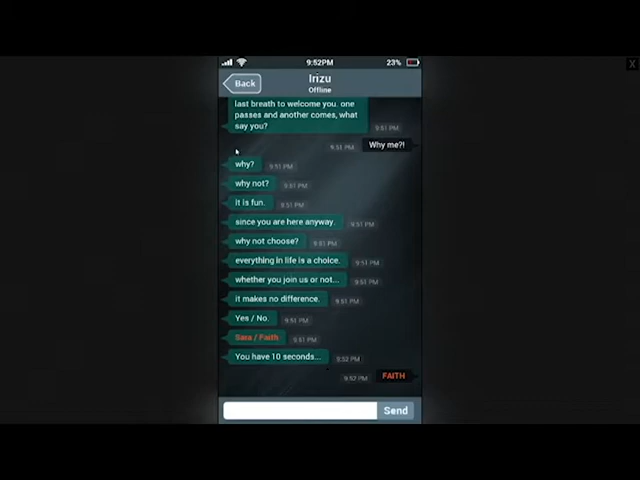 9:52PM
23%
X
Back
Irizu
Offline
last breath to welcome you. one
passes and another comes, what
say you?
9:51 PM
9:51 PM
Why me?!
why?
9:51 PM
why not?
9:51 PM
it is fun.
9:51 PM
since you are here anyway.
9:51 PM
why not choose?
9:51 PM
everything in life is a choice.
9:51 PM
whether you join us or not...
9:51 PM
it makes no difference.
9:51 PM
Yes / No.
9:51 PM
Sara / Faith
9:51 PM
You have 10 seconds...
9:52 PM
9:52 PM
FAITH
Send